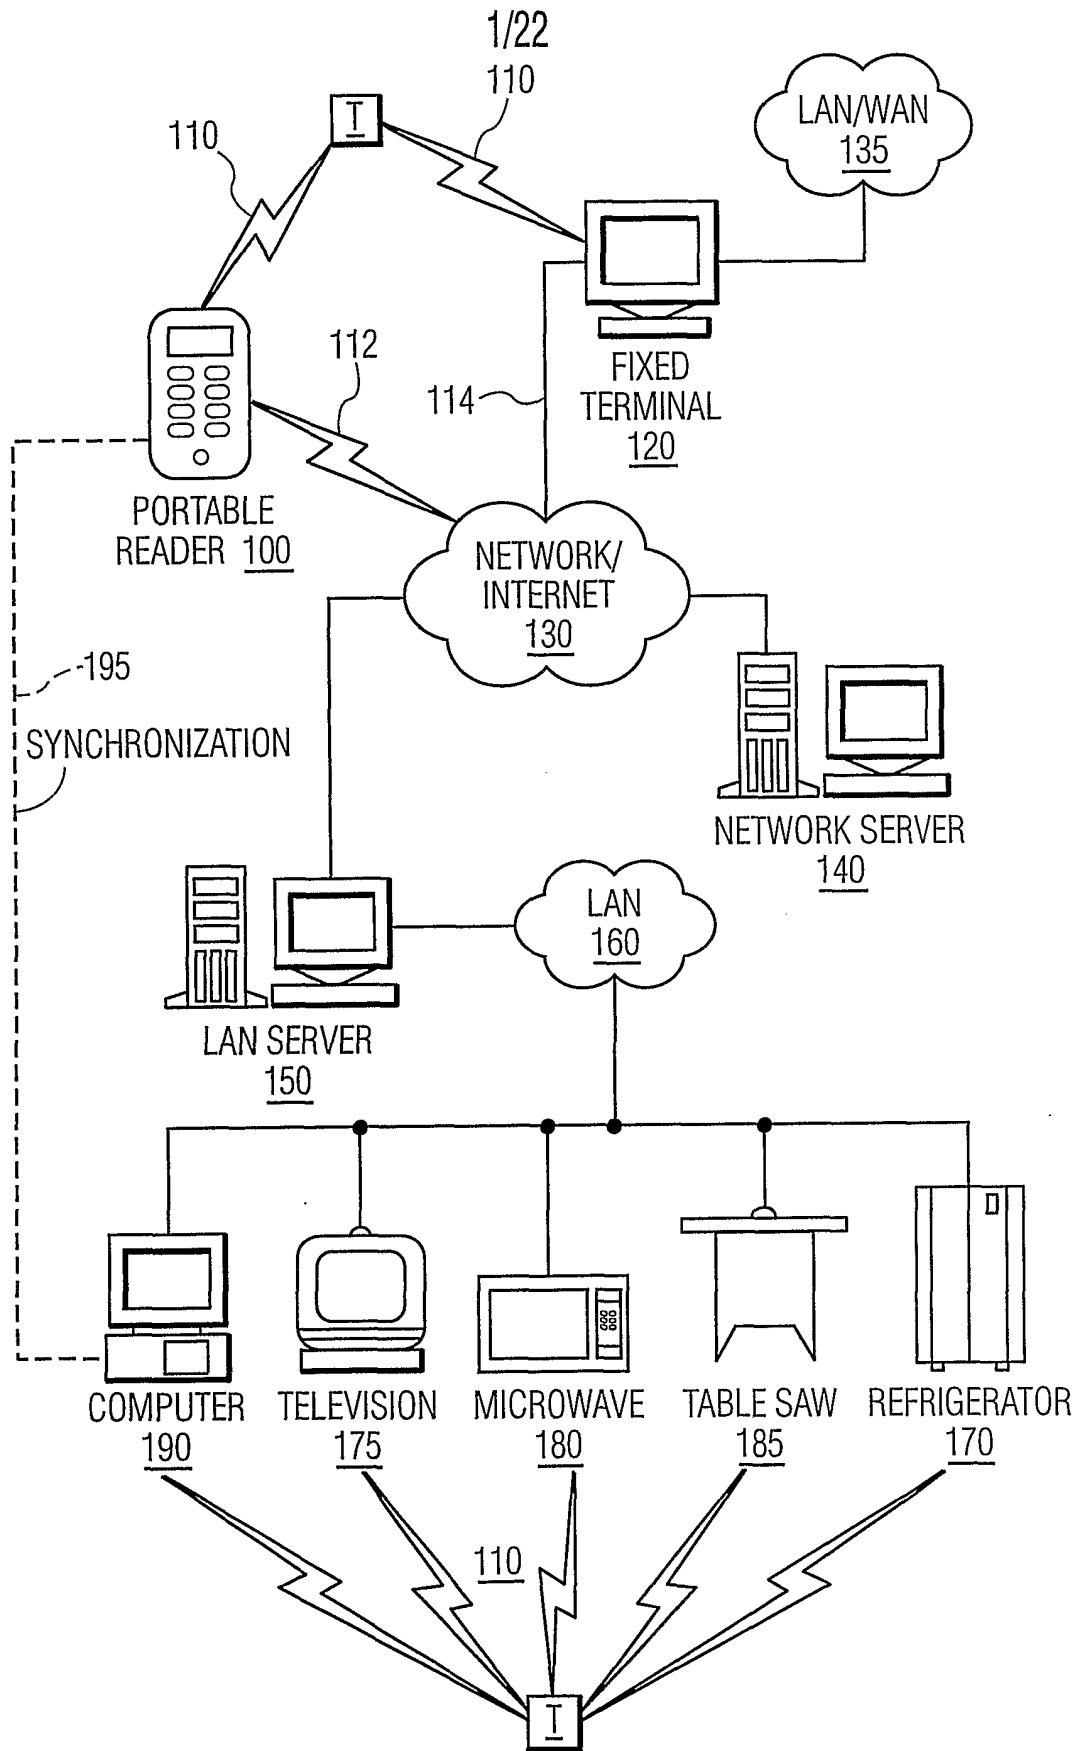 1/22
110
T
110
LAN/WAN
135
FIXED
TERMINAL
120
112
114
PORTABLE
READER 100
NETWORK/
INTERNET
130
195
SYNCHRONIZATION
NETWORK SERVER
140
LAN
160
LAN SERVER
150
COMPUTER
190
TELEVISION
175
MICROWAVE
180
TABLE SAW
185
REFRIGERATOR
170
110
T